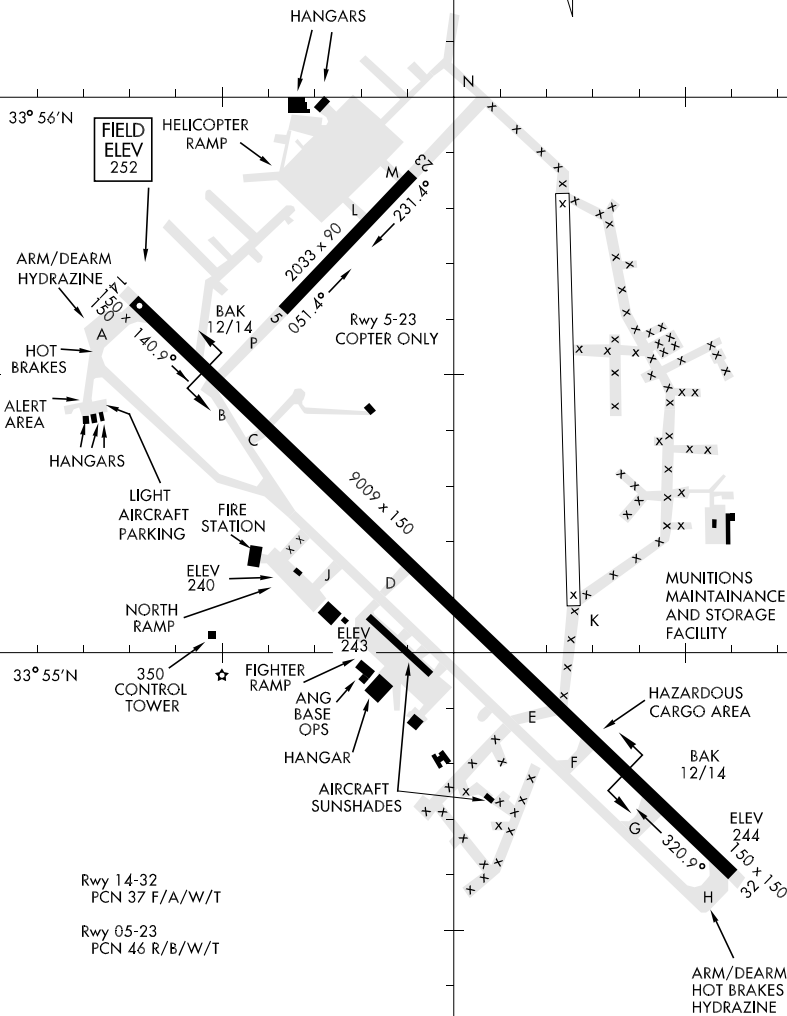 HANGARS
N
33° 56'N
FIELD
ELEV
252
HELICOPTER
RAMP
M
23
231.4°
L
2033 x 90
ARM/DEARM
HYDRAZINE
14
150 x
150
051.4°
5
BAK
12/14
Rwy 5-23
COPTER ONLY
A
140.9°
P
HOT
BRAKES
ALERT
AREA
B
C
HANGARS
LIGHT
AIRCRAFT
PARKING
9009 x 150
FIRE
STATION
ELEV
240
J
D
MUNITIONS
MAINTAINANCE
AND STORAGE
FACILITY
NORTH
RAMP
K
ELEV
243
33° 55'N
350
CONTROL
TOWER
FIGHTER
RAMP
ANG
BASE
OPS
HANGAR
HAZARDOUS
CARGO AREA
E
F
BAK
12/14
AIRCRAFT
SUNSHADES
G
ELEV
244
150 x 150
320.9°
32
H
Rwy 14-32
PCN 37 F/A/W/T
Rwy 05-23
PCN 46 R/B/W/T
ARM/DEARM
HOT BRAKES
HYDRAZINE